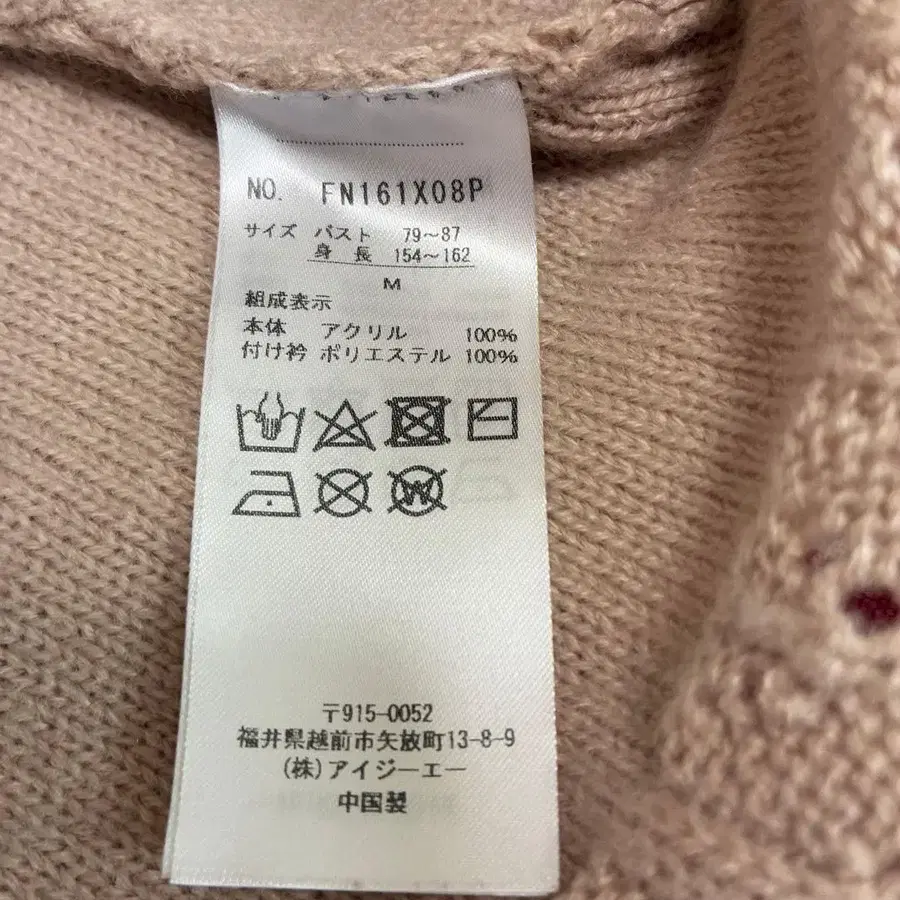 NO. FN161X08P
サイズ バスト 79~87
身 長 154~162
M
組成表示
本体 アクリル 100%
付け衿 ポリエステル 100%
W
〒915-0052
福井県越前市矢放町13-8-9
(株)アイジーエー
中国製